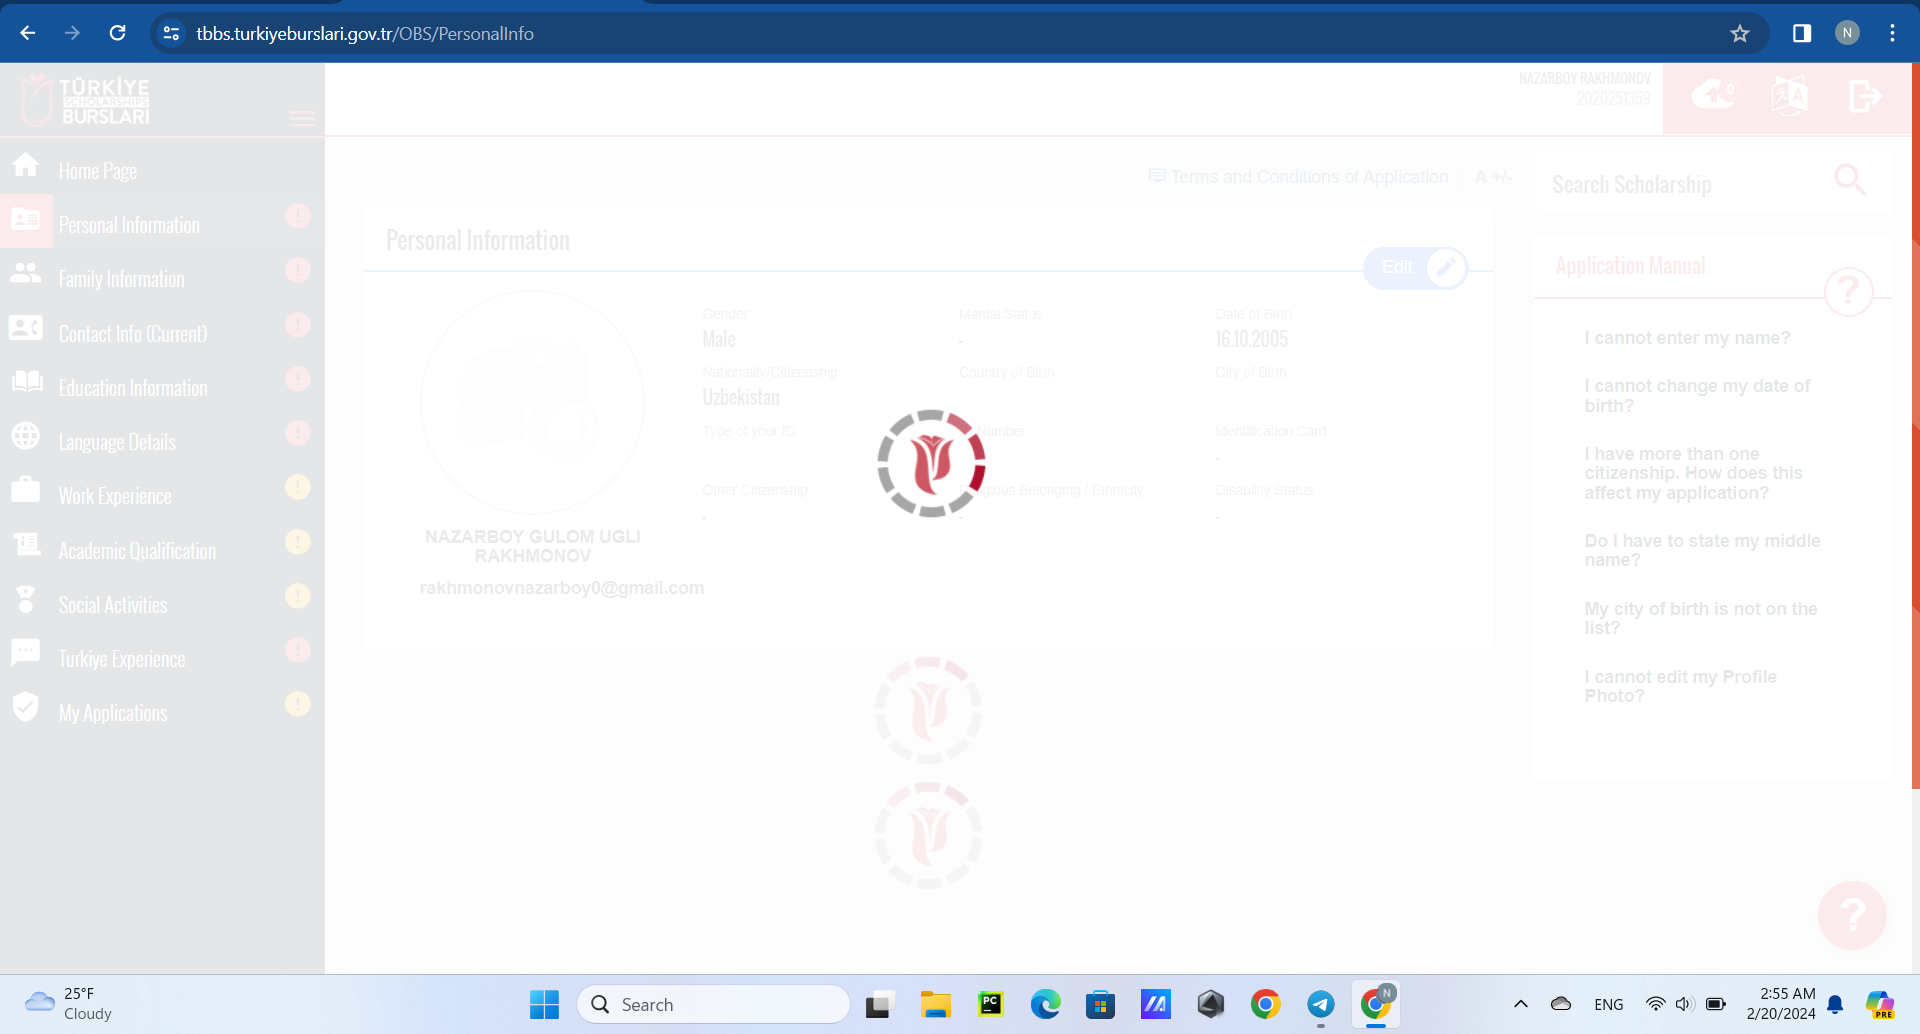 tbbs.turkiyeburslari.gov.tr/OBS/PersonalInfo
N
TÜRKİYE
SCHOLARSHIPS
BURSLARI
NAZARBOY RAKHMONOV
2020251359
0
Home Page
Personal Information
Family Information
Contact Info (Current)
Education Information
Language Details
Work Experience
Academic Qualification
Social Activities
Turkiye Experience
My Applications
Terms and Conditions of Application
A +/-
Personal Information
Edit
Gender
Marital Status
Date of Birth
Male
-
16.10.2005
Nationality/Citizenship
Country of Birth
City of Birth
Uzbekistan
Type of your ID
Number
Identification Card
-
Other Citizenship
Religious Belonging / Ethnicity
Disability Status
-
-
-
NAZARBOY GULOM UGLI
RAKHMONOV
rakhmonovnazarboy0@gmail.com
Search Scholarship
Application Manual
?
I cannot enter my name?
I cannot change my date of
birth?
I have more than one
citizenship. How does this
affect my application?
Do I have to state my middle
name?
My city of birth is not on the
list?
I cannot edit my Profile
Photo?
?
25°F
Cloudy
Search
PC
N
ENG
2:55 AM
2/20/2024
PRE